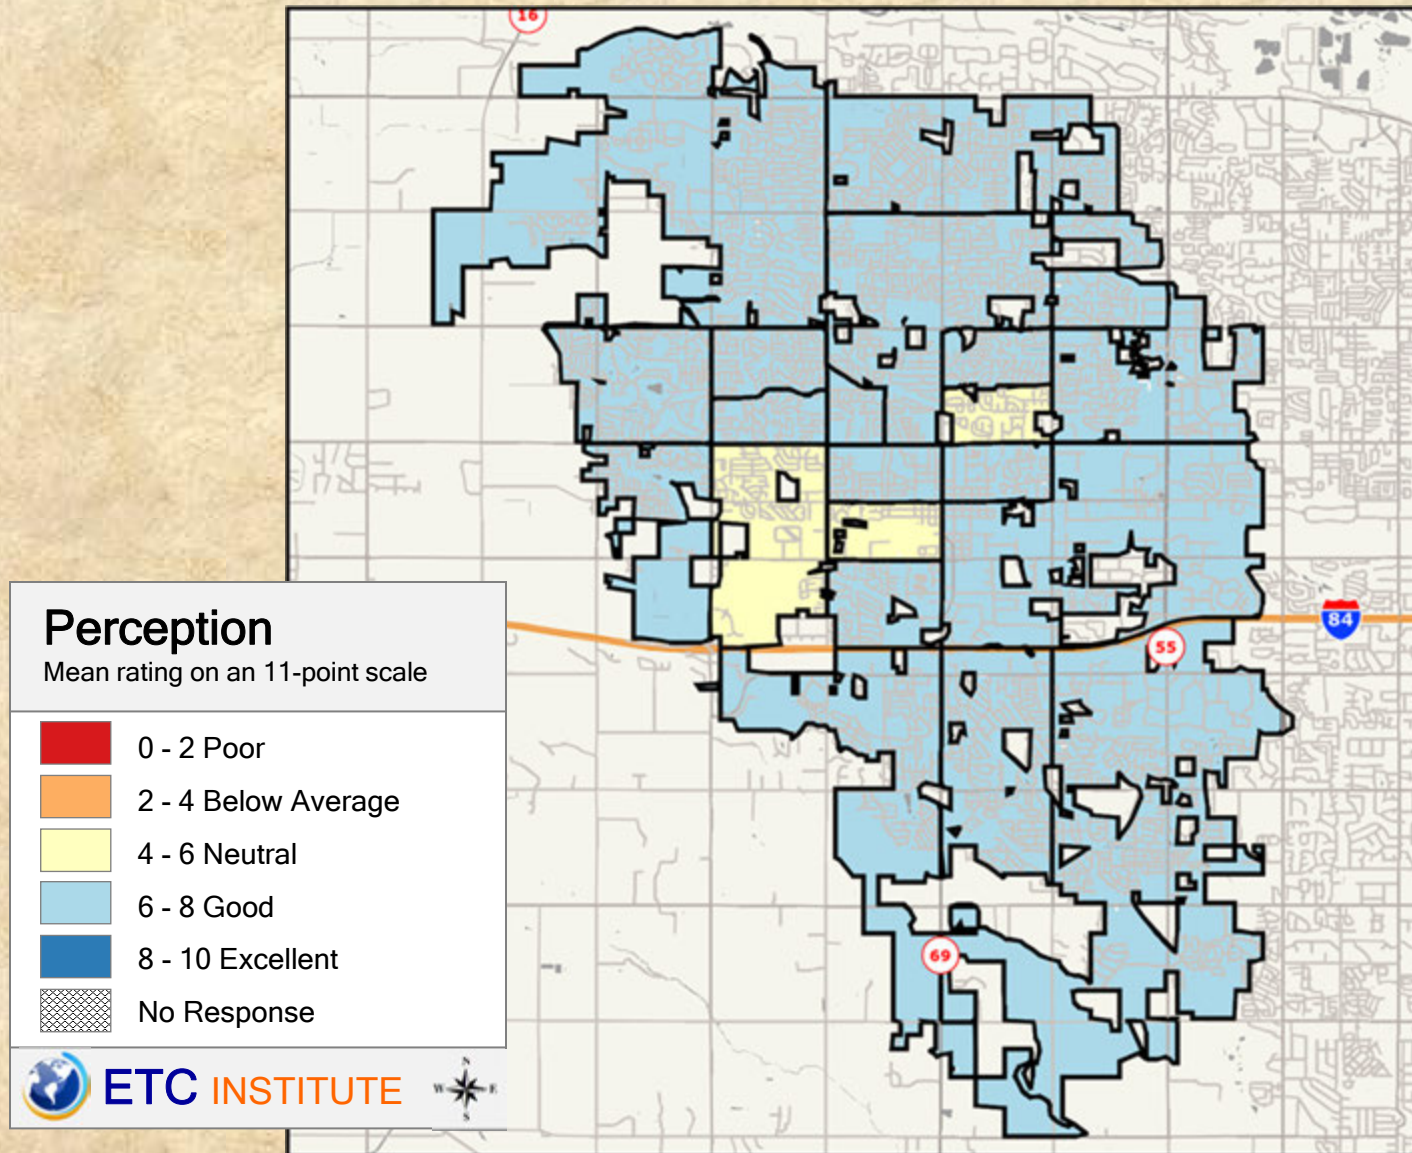 16
84
55
69
Perception
Mean rating on an 11-point scale
0 - 2 Poor
2 - 4 Below Average
4 - 6 Neutral
6 - 8 Good
8 - 10 Excellent
No Response
ETC INSTITUTE
N
W E
S